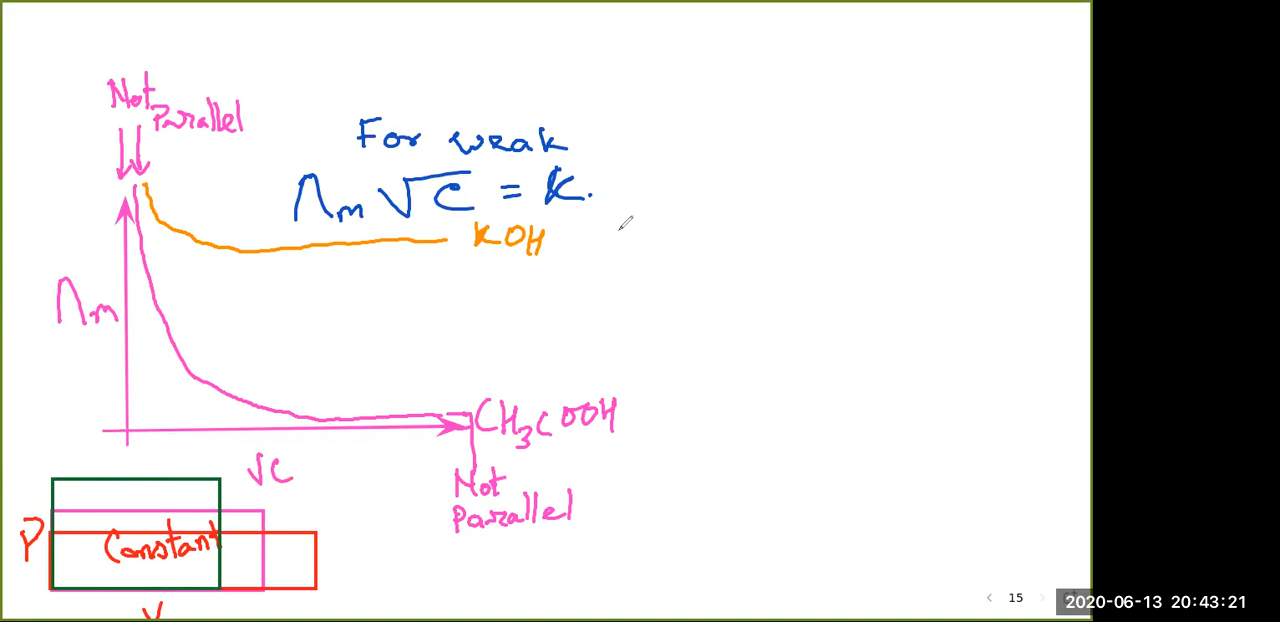 Not
Parallel
For weak
Λm √c = K.
KOH
Λm
CH3COOH
√c
Not
Parallel
P
Constant
V
15
2020-06-13 20:43:21